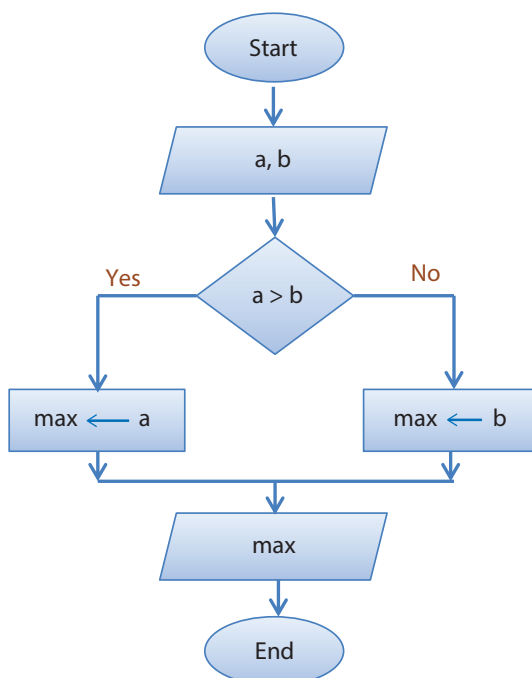 Start
a, b
Yes
No
a > b
max ← a
max ← b
max
End